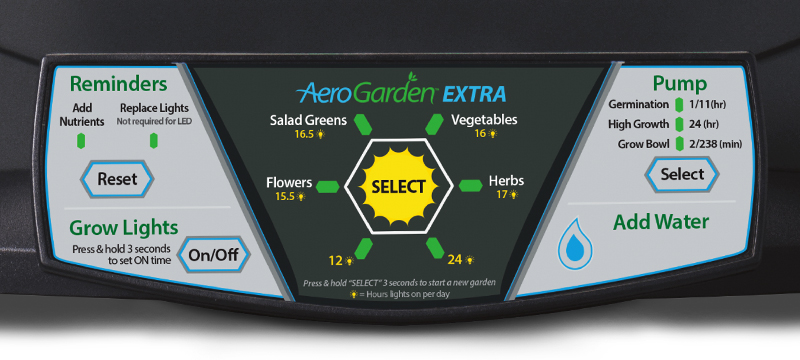 Reminders
Add Nutrients
Replace Lights
Not required for LED
Reset
Grow Lights
Press & hold 3 seconds
to set ON time
On/Off
AeroGarden™ EXTRA
Salad Greens
16.5
Vegetables
16
Flowers
15.5
SELECT
Herbs
17
12
24
Press & hold "SELECT" 3 seconds to start a new garden
= Hours lights on per day
Pump
Germination 1/11(hr)
High Growth 24 (hr)
Grow Bowl 2/238 (min)
Select
Add Water